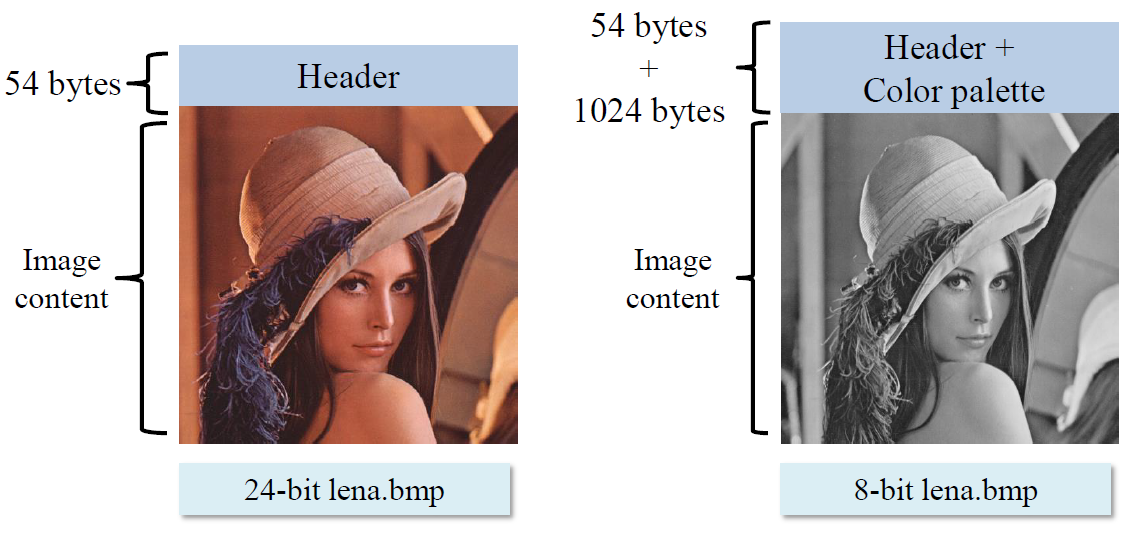 54 bytes
Header
Image
content
24-bit lena.bmp
54 bytes
+
1024 bytes
Header +
Color palette
Image
content
8-bit lena.bmp